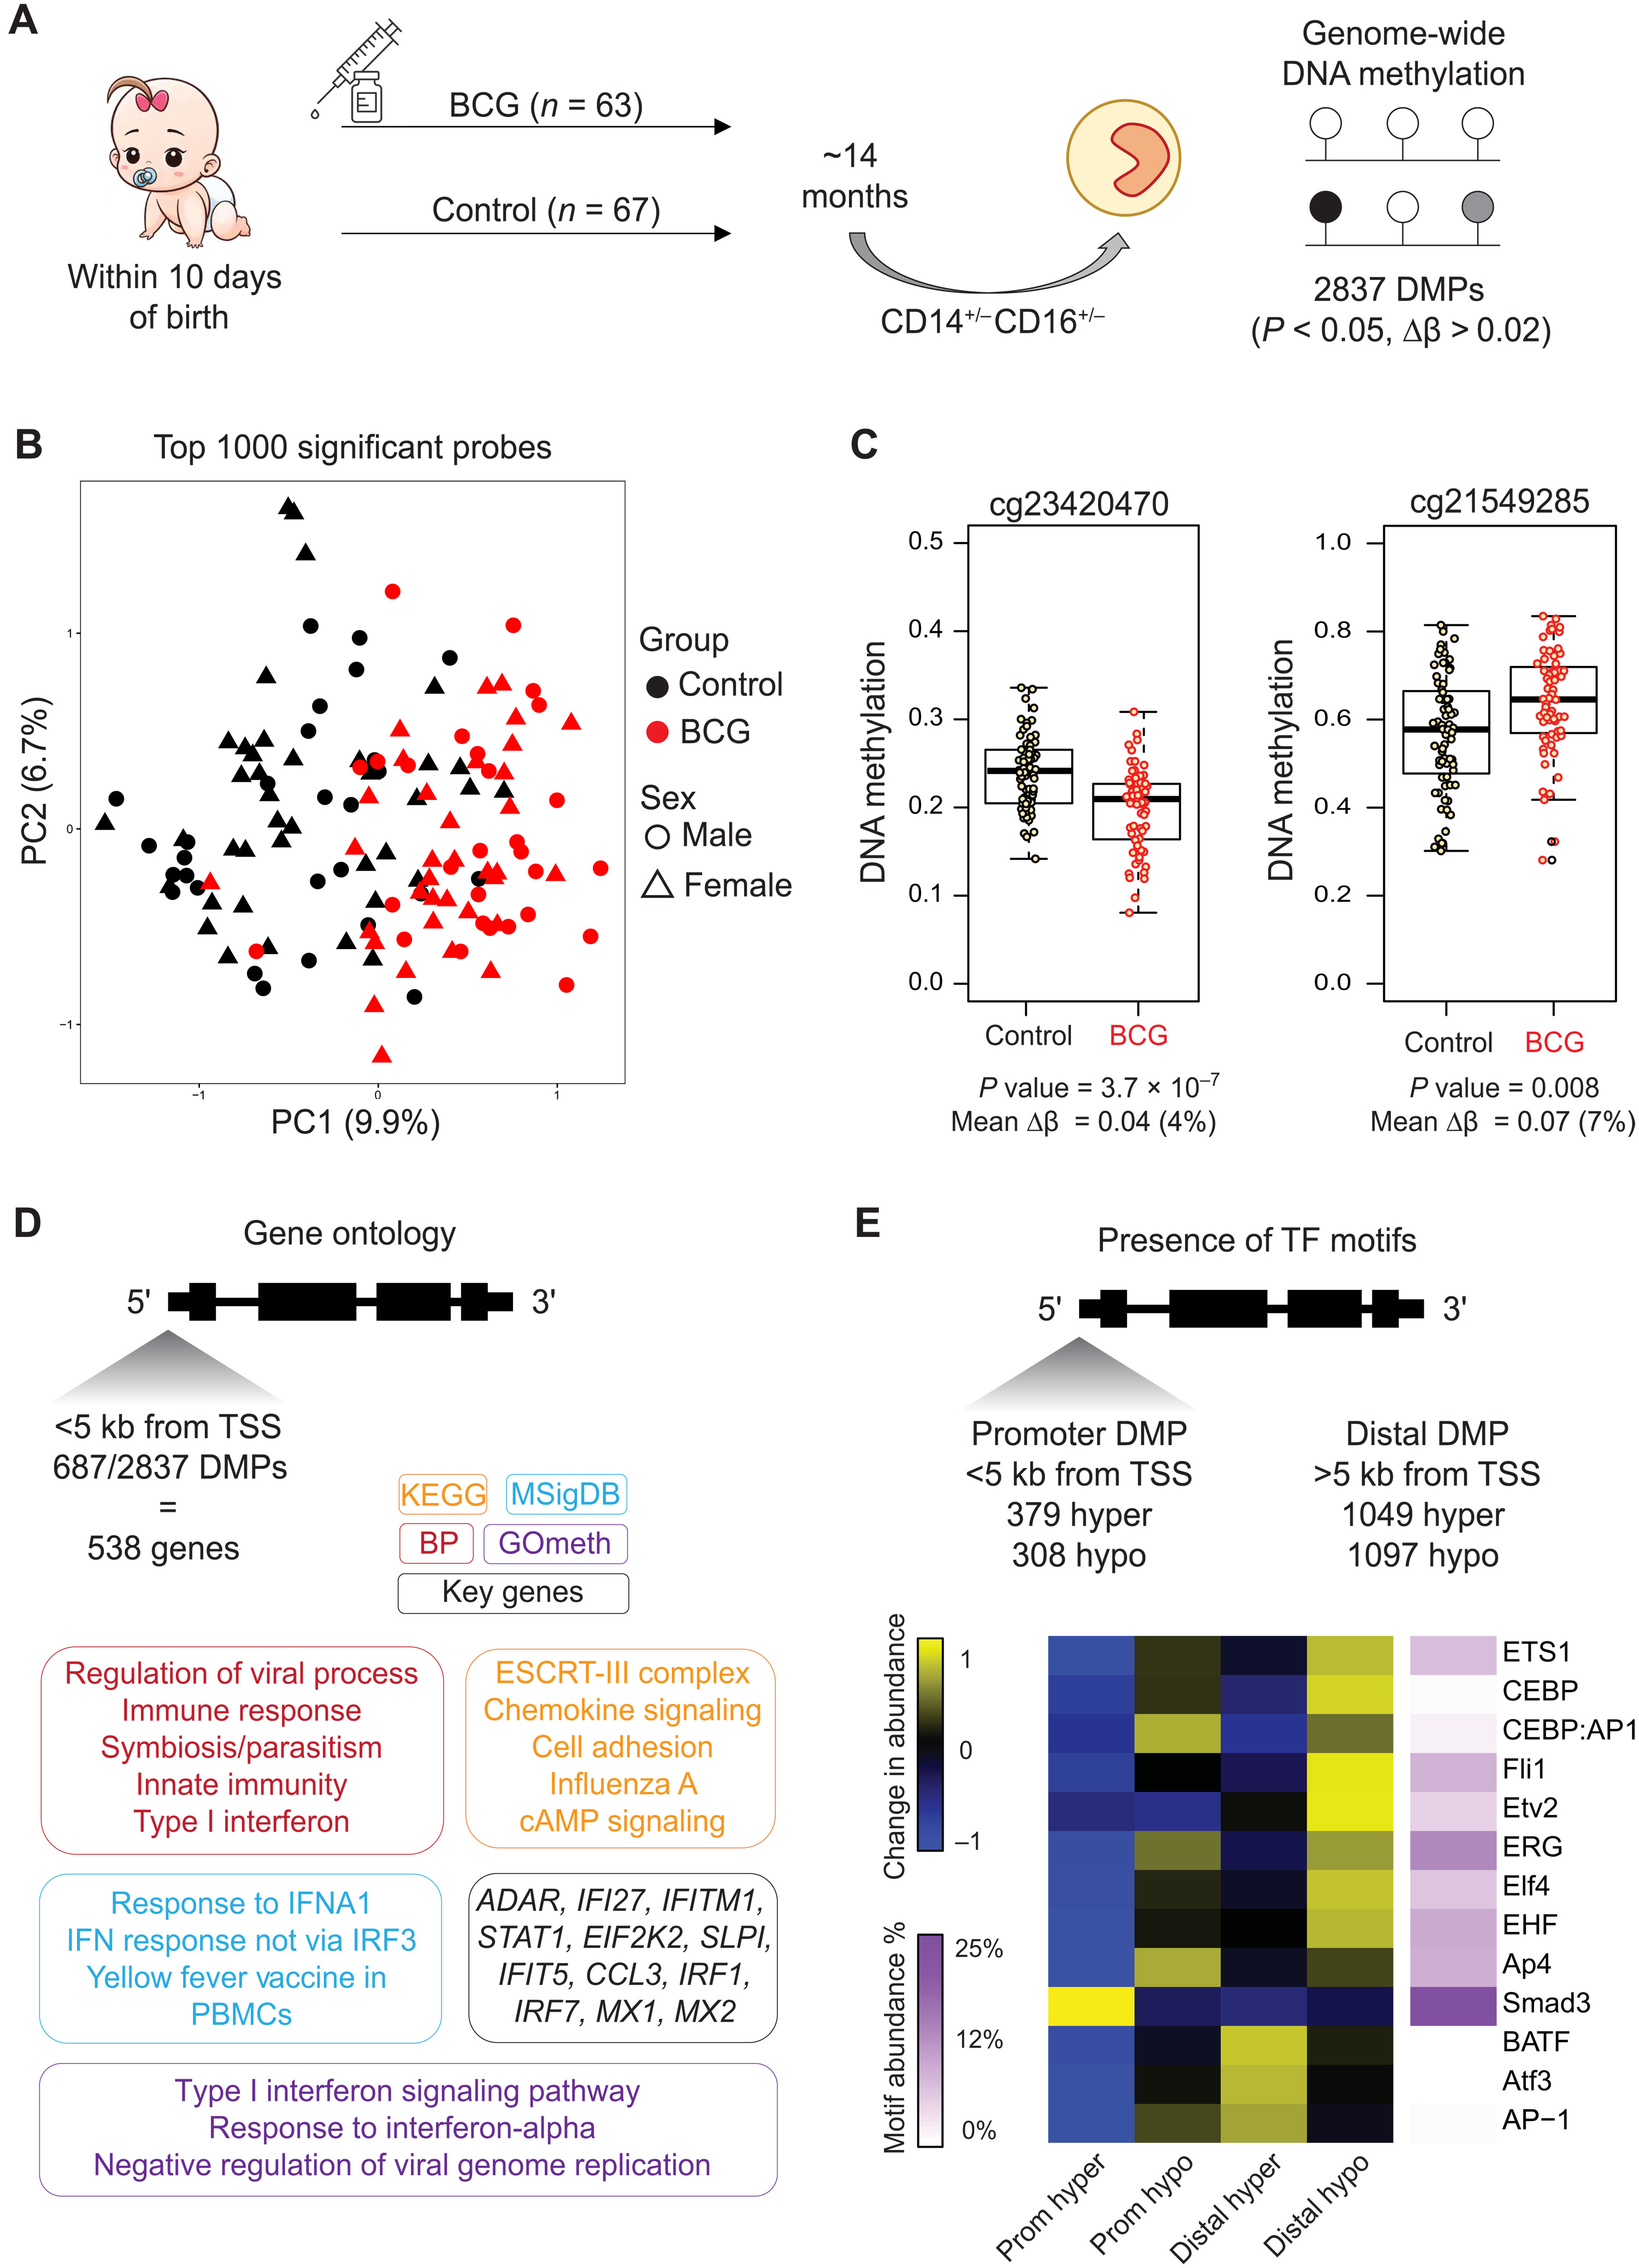 A
BCG (n = 63)
Control (n = 67)
Within 10 days
of birth
~14
months
CD14+/–CD16+/–
Genome-wide
DNA methylation
2837 DMPs
(P < 0.05, Δβ > 0.02)
B
Top 1000 significant probes
PC2 (6.7%)
1
0
−1
−1
0
1
PC1 (9.9%)
Group
Control
BCG
Sex
Male
Female
C
cg23420470
DNA methylation
0.5
0.4
0.3
0.2
0.1
0.0
Control
BCG
P value = 3.7 × 10–7
Mean Δβ = 0.04 (4%)
cg21549285
DNA methylation
1.0
0.8
0.6
0.4
0.2
0.0
Control
BCG
P value = 0.008
Mean Δβ = 0.07 (7%)
D
Gene ontology
5'
3'
<5 kb from TSS
687/2837 DMPs
=
538 genes
KEGG
MSigDB
BP
GOmeth
Key genes
Regulation of viral process
Immune response
Symbiosis/parasitism
Innate immunity
Type I interferon
ESCRT-III complex
Chemokine signaling
Cell adhesion
Influenza A
cAMP signaling
Response to IFNA1
IFN response not via IRF3
Yellow fever vaccine in
PBMCs
ADAR, IFI27, IFITM1,
STAT1, EIF2K2, SLPI,
IFIT5, CCL3, IRF1,
IRF7, MX1, MX2
Type I interferon signaling pathway
Response to interferon-alpha
Negative regulation of viral genome replication
E
Presence of TF motifs
5'
3'
Promoter DMP
<5 kb from TSS
379 hyper
308 hypo
Distal DMP
>5 kb from TSS
1049 hyper
1097 hypo
Change in abundance
1
0
–1
Motif abundance %
25%
12%
0%
ETS1
CEBP
CEBP:AP1
Fli1
Etv2
ERG
Elf4
EHF
Ap4
Smad3
BATF
Atf3
AP−1
Prom hyper
Prom hypo
Distal hyper
Distal hypo